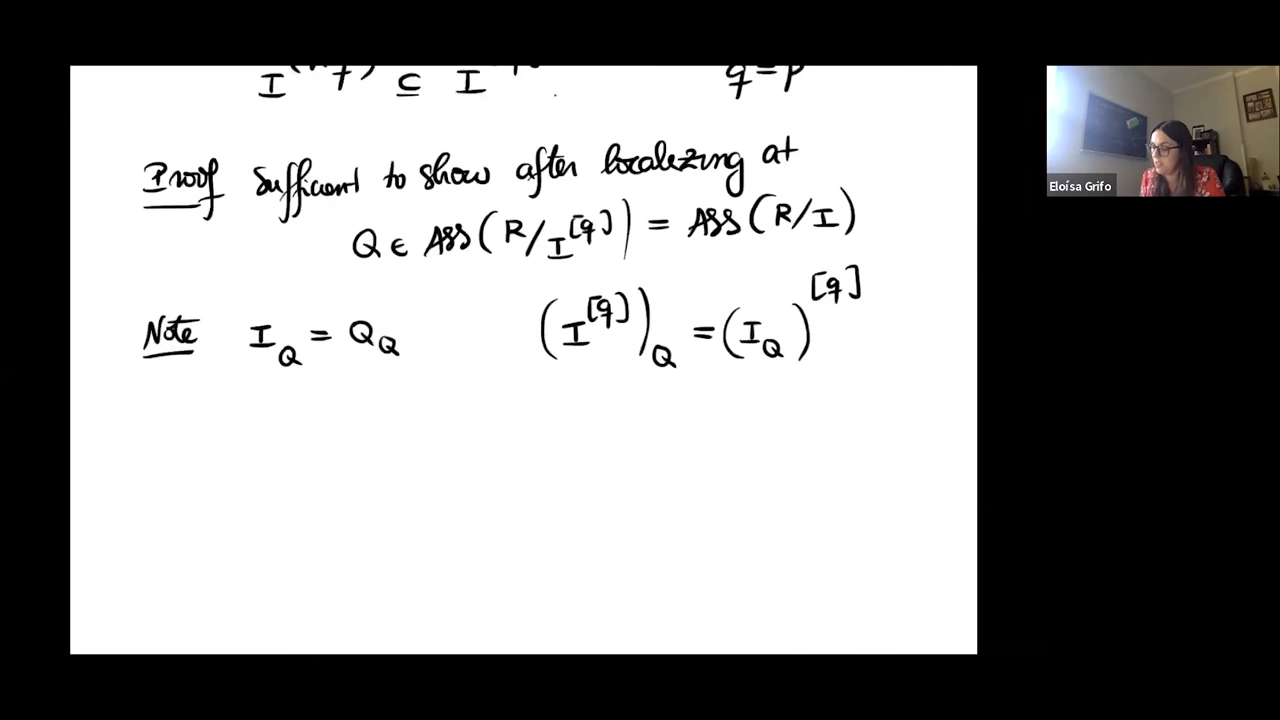 I ⊆ I q = p
Proof Sufficient to show after localizing at
Q ∈ Ass(R/I^[q]) = Ass(R/I)
Note I_Q = Q_Q (I^[q])_Q = (I_Q)^[q]
Eloísa Grifo